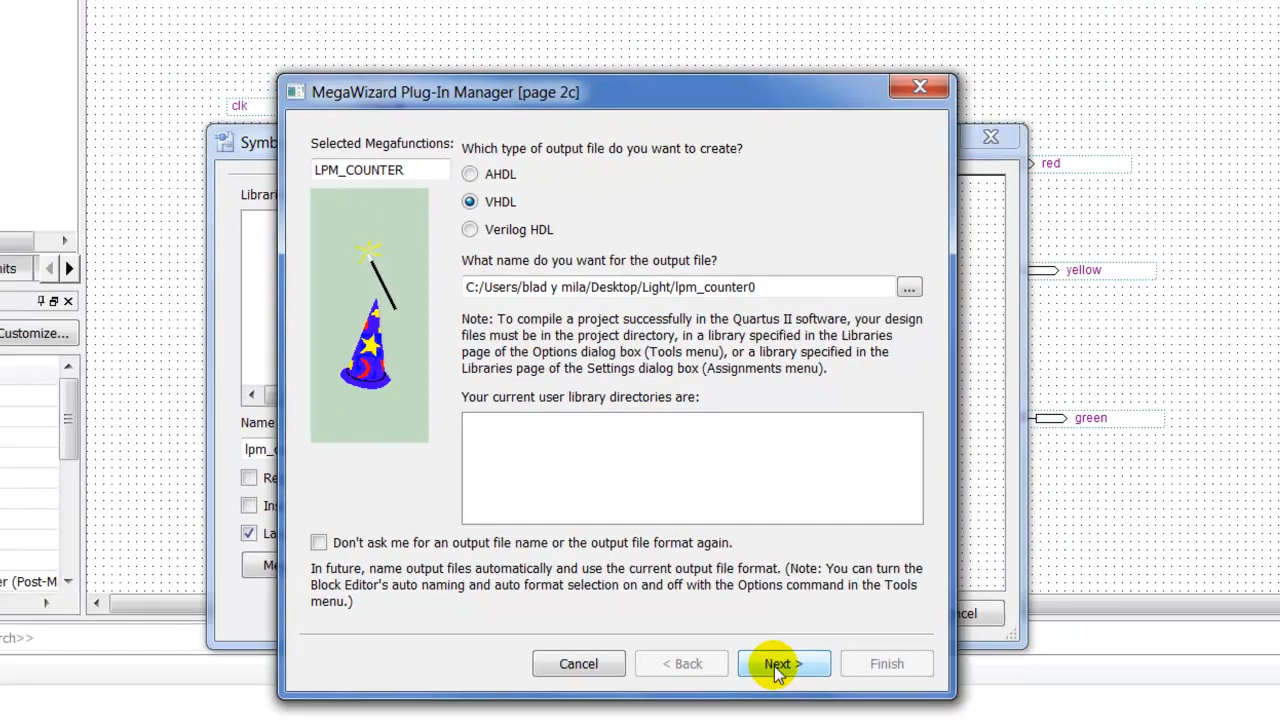 clk
MegaWizard Plug-In Manager [page 2c]
Symb
red
Selected Megafunctions:
LPM_COUNTER
Which type of output file do you want to create?
AHDL
VHDL
Verilog HDL
Librari
What name do you want for the output file?
C:/Users/blad y mila/Desktop/Light/lpm_counter0
...
yellow
Note: To compile a project successfully in the Quartus II software, your design
files must be in the project directory, in a library specified in the Libraries
page of the Options dialog box (Tools menu), or a library specified in the
Libraries page of the Settings dialog box (Assignments menu).
Customize...
Your current user library directories are:
green
Name
lpm_c
Re
Ins
La
Me
Don't ask me for an output file name or the output file format again.
In future, name output files automatically and use the current output file format. (Note: You can turn the
Block Editor's auto naming and auto format selection on and off with the Options command in the Tools
menu.)
er (Post-M
ncel
rch>>
Cancel
< Back
Next >
Finish